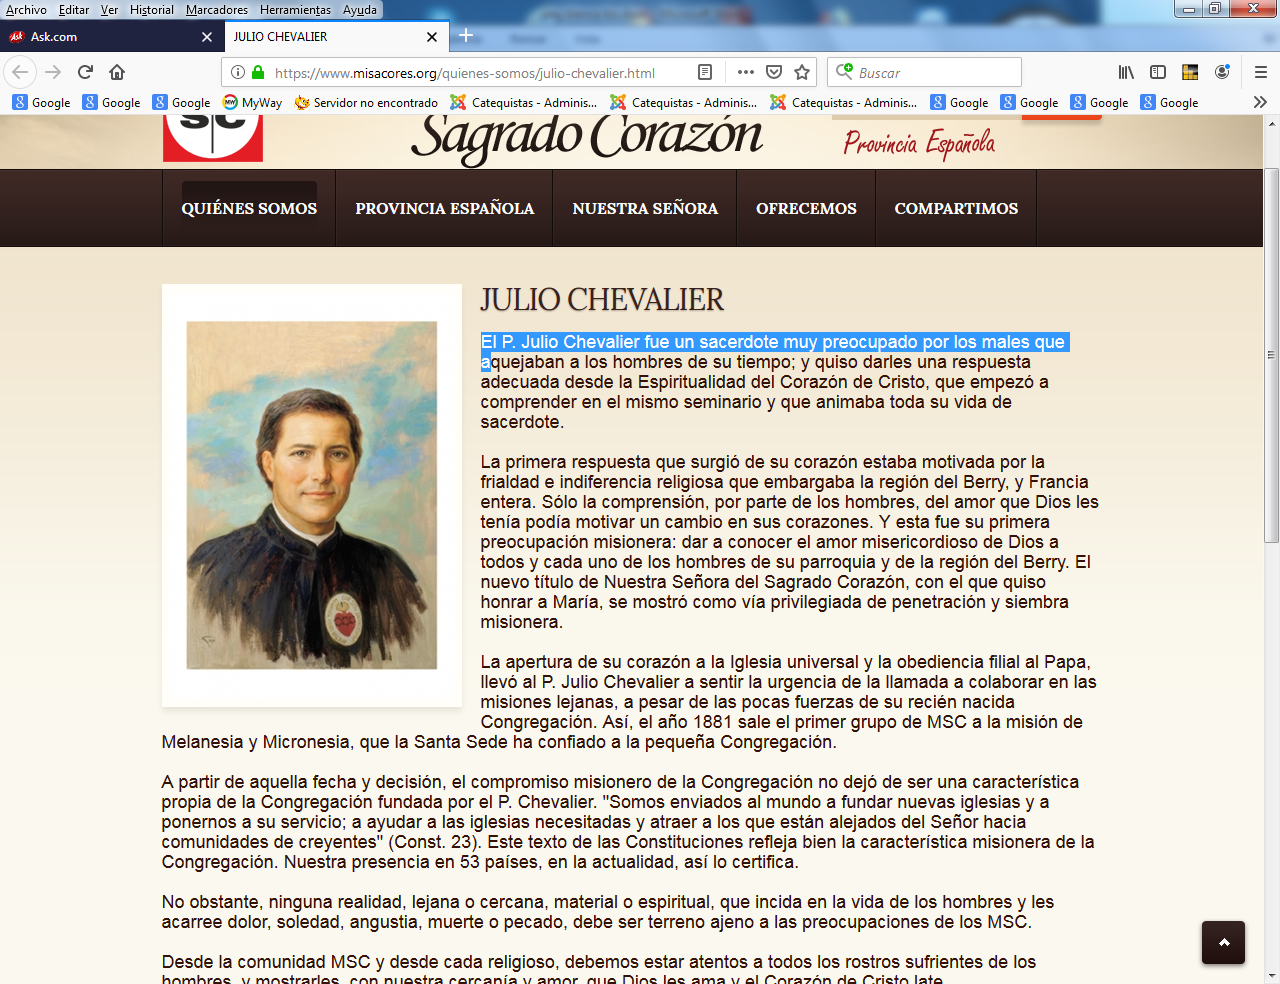 Archivo Editar Ver Historial Marcadores Herramientas Ayuda
Ask.com
JULIO CHEVALIER
https://www.misacores.org/quienes-somos/julio-chevalier.html
Buscar
Google Google Google MyWay Servidor no encontrado Catequistas - Adminis... Catequistas - Adminis... Catequistas - Adminis... Google Google Google Google
Sagrado Corazón
Provincia Española
QUIÉNES SOMOS PROVINCIA ESPAÑOLA NUESTRA SEÑORA OFRECEMOS COMPARTIMOS
JULIO CHEVALIER
El P. Julio Chevalier fue un sacerdote muy preocupado por los males que
aquejaban a los hombres de su tiempo; y quiso darles una respuesta
adecuada desde la Espiritualidad del Corazón de Cristo, que empezó a
comprender en el mismo seminario y que animaba toda su vida de
sacerdote.
La primera respuesta que surgió de su corazón estaba motivada por la
frialdad e indiferencia religiosa que embargaba la región del Berry, y Francia
entera. Sólo la comprensión, por parte de los hombres, del amor que Dios les
tenía podía motivar un cambio en sus corazones. Y esta fue su primera
preocupación misionera: dar a conocer el amor misericordioso de Dios a
todos y cada uno de los hombres de su parroquia y de la región del Berry. El
nuevo título de Nuestra Señora del Sagrado Corazón, con el que quiso
honrar a María, se mostró como vía privilegiada de penetración y siembra
misionera.
La apertura de su corazón a la Iglesia universal y la obediencia filial al Papa,
llevó al P. Julio Chevalier a sentir la urgencia de la llamada a colaborar en las
misiones lejanas, a pesar de las pocas fuerzas de su recién nacida
Congregación. Así, el año 1881 sale el primer grupo de MSC a la misión de
Melanesia y Micronesia, que la Santa Sede ha confiado a la pequeña Congregación.
A partir de aquella fecha y decisión, el compromiso misionero de la Congregación no dejó de ser una característica
propia de la Congregación fundada por el P. Chevalier. "Somos enviados al mundo a fundar nuevas iglesias y a
ponernos a su servicio; a ayudar a las iglesias necesitadas y atraer a los que están alejados del Señor hacia
comunidades de creyentes" (Const. 23). Este texto de las Constituciones refleja bien la característica misionera de la
Congregación. Nuestra presencia en 53 países, en la actualidad, así lo certifica.
No obstante, ninguna realidad, lejana o cercana, material o espiritual, que incida en la vida de los hombres y les
acarree dolor, soledad, angustia, muerte o pecado, debe ser terreno ajeno a las preocupaciones de los MSC.
Desde la comunidad MSC y desde cada religioso, debemos estar atentos a todos los rostros sufrientes de los
hombres, y mostrarles, con nuestra cercanía y amor, que Dios les ama y el Corazón de Cristo late